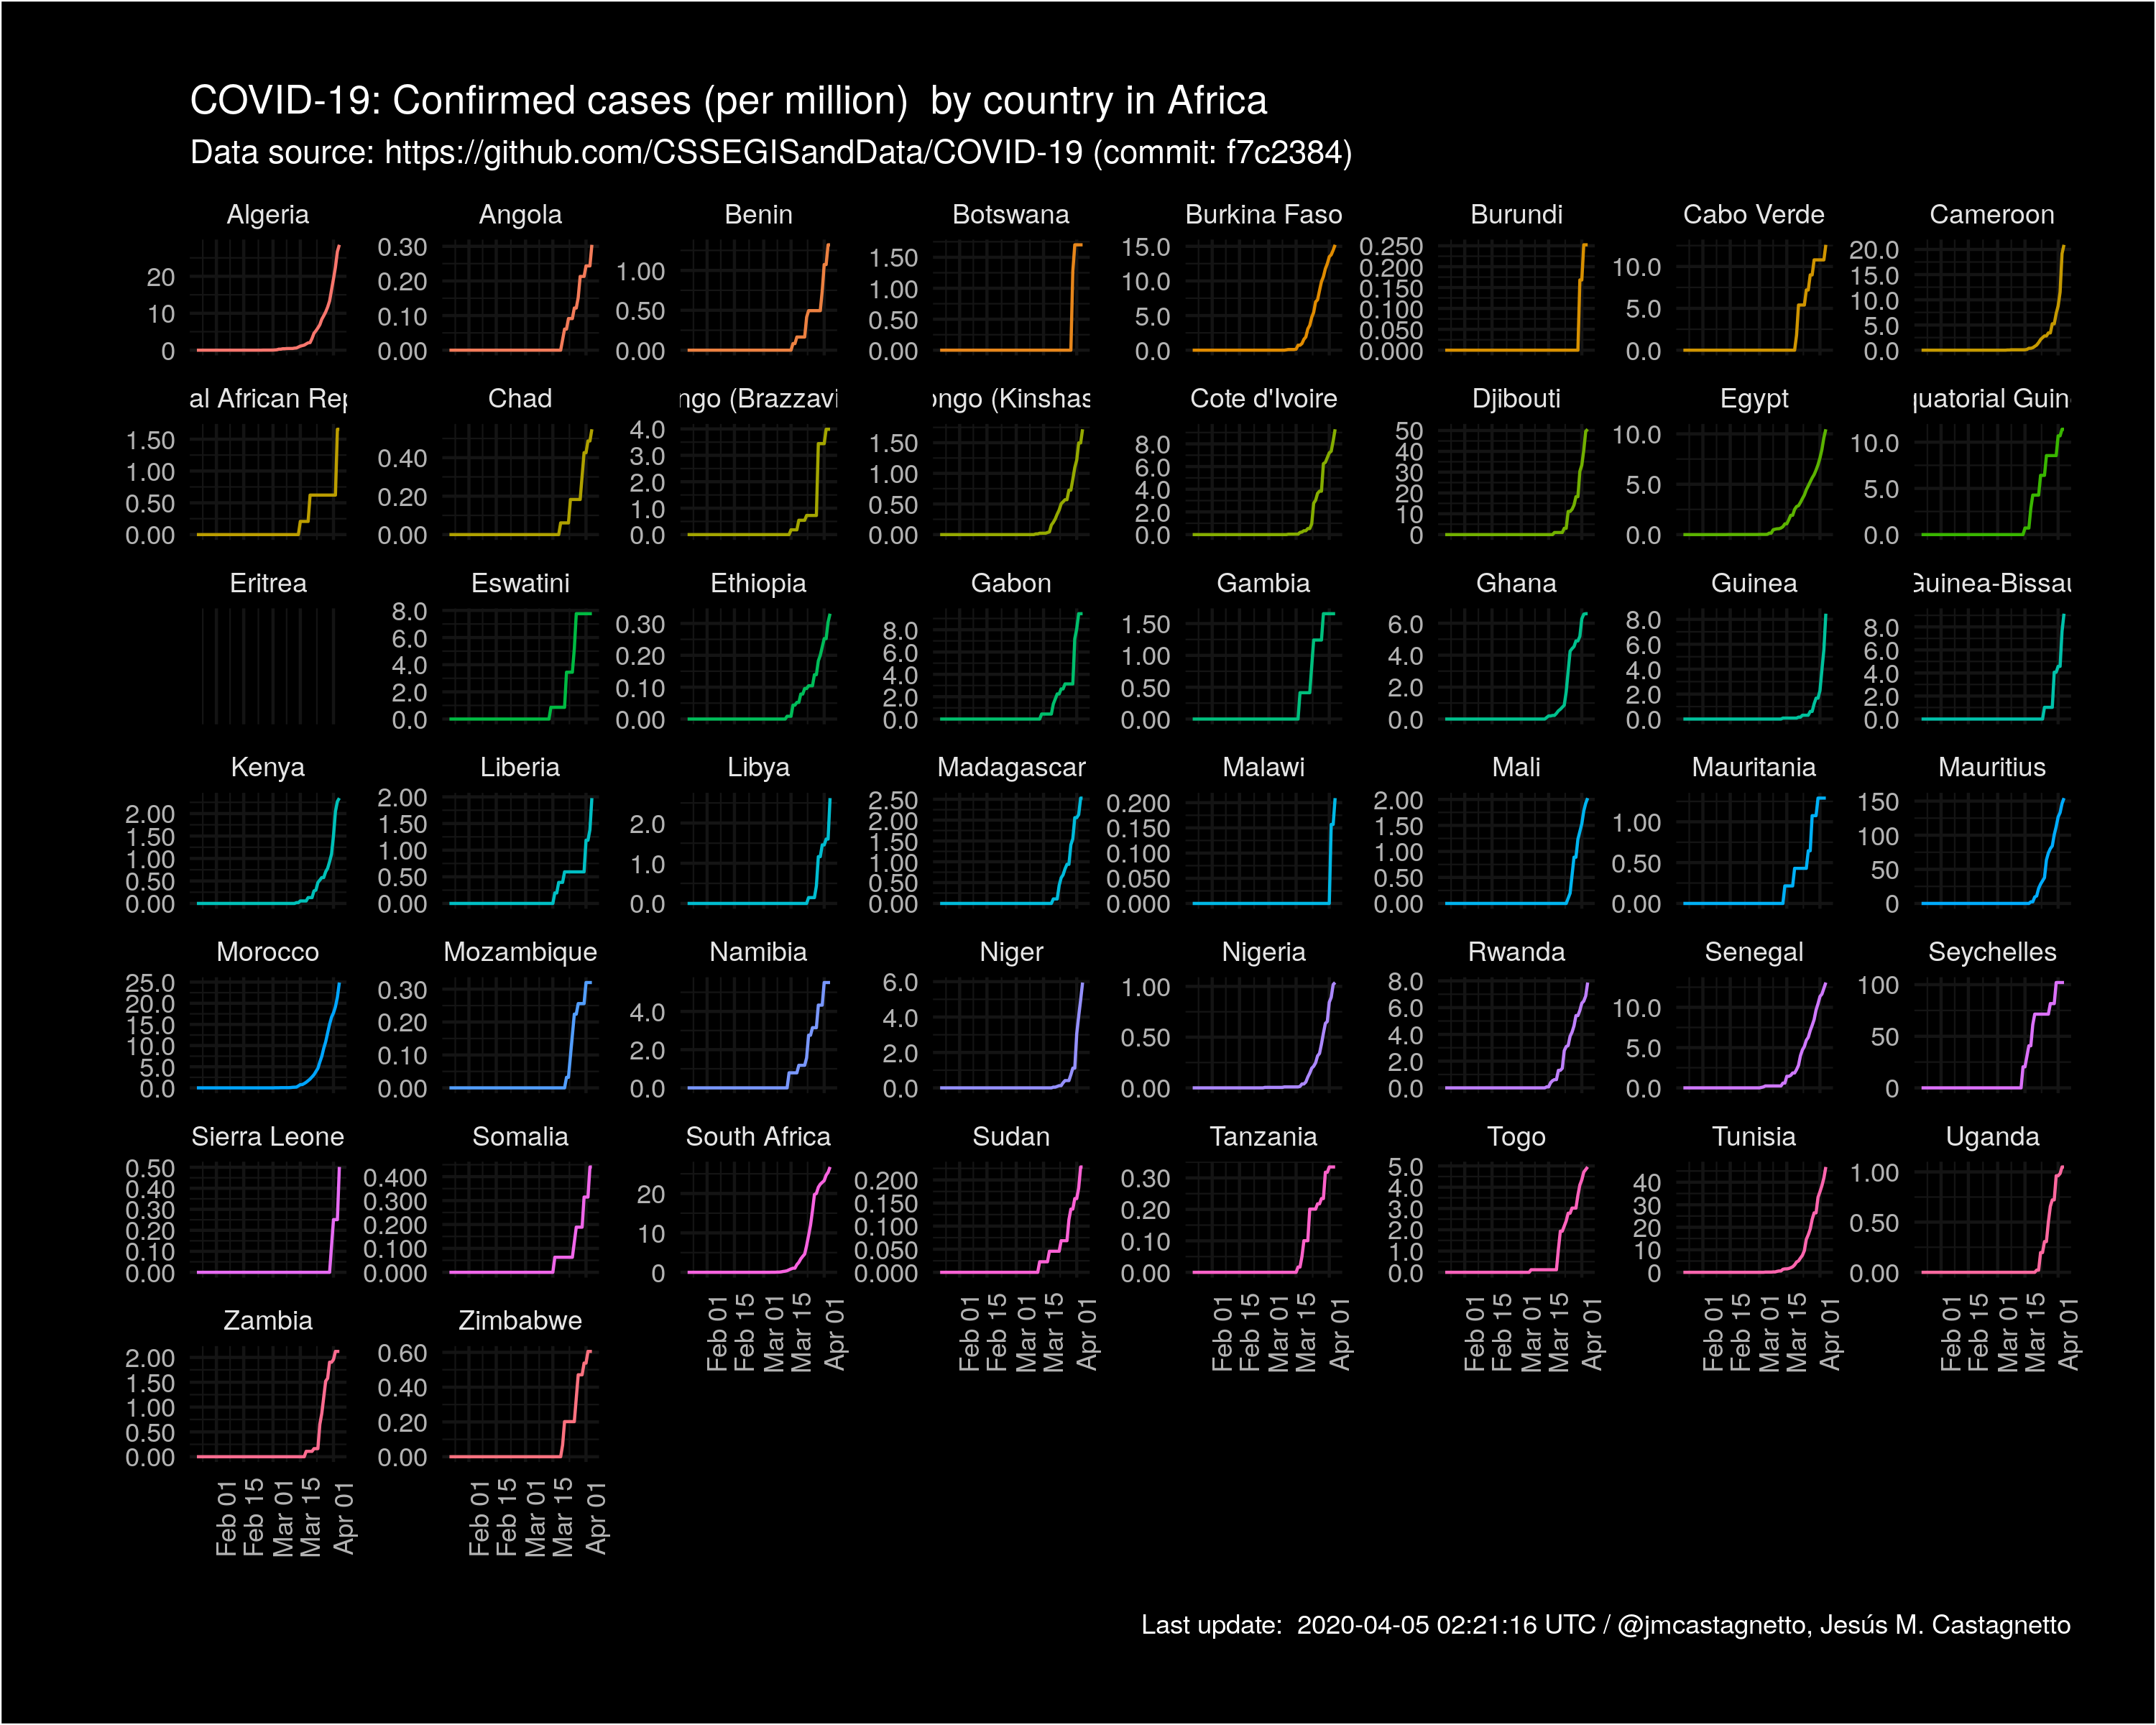 COVID-19: Confirmed cases (per million)  by country in Africa
Data source: https://github.com/CSSEGISandData/COVID-19 (commit: f7c2384)
Algeria Angola Benin Botswana Burkina Faso Burundi Cabo Verde Cameroon
20 10 0
0.30 0.20 0.10 0.00
1.00 0.50 0.00
1.50 1.00 0.50 0.00
15.0 10.0 5.0 0.0
0.250 0.200 0.150 0.100 0.050 0.000
10.0 5.0 0.0
20.0 15.0 10.0 5.0 0.0
al African Rep Chad ngo (Brazzavi ongo (Kinshas Cote d'Ivoire Djibouti Egypt quatorial Guin
1.50 1.00 0.50 0.00
0.40 0.20 0.00
4.0 3.0 2.0 1.0 0.0
1.50 1.00 0.50 0.00
8.0 6.0 4.0 2.0 0.0
50 40 30 20 10 0
10.0 5.0 0.0
10.0 5.0 0.0
Eritrea Eswatini Ethiopia Gabon Gambia Ghana Guinea Guinea-Bissau
8.0 6.0 4.0 2.0 0.0
0.30 0.20 0.10 0.00
8.0 6.0 4.0 2.0 0.0
1.50 1.00 0.50 0.00
6.0 4.0 2.0 0.0
8.0 6.0 4.0 2.0 0.0
8.0 6.0 4.0 2.0 0.0
Kenya Liberia Libya Madagascar Malawi Mali Mauritania Mauritius
2.00 1.50 1.00 0.50 0.00
2.00 1.50 1.00 0.50 0.00
2.0 1.0 0.0
2.50 2.00 1.50 1.00 0.50 0.00
0.200 0.150 0.100 0.050 0.000
2.00 1.50 1.00 0.50 0.00
1.00 0.50 0.00
150 100 50 0
Morocco Mozambique Namibia Niger Nigeria Rwanda Senegal Seychelles
25.0 20.0 15.0 10.0 5.0 0.0
0.30 0.20 0.10 0.00
4.0 2.0 0.0
6.0 4.0 2.0 0.0
1.00 0.50 0.00
8.0 6.0 4.0 2.0 0.0
10.0 5.0 0.0
100 50 0
Sierra Leone Somalia South Africa Sudan Tanzania Togo Tunisia Uganda
0.50 0.40 0.30 0.20 0.10 0.00
0.400 0.300 0.200 0.100 0.000
20 10 0
0.200 0.150 0.100 0.050 0.000
0.30 0.20 0.10 0.00
5.0 4.0 3.0 2.0 1.0 0.0
40 30 20 10 0
1.00 0.50 0.00
Feb 01 Feb 15 Mar 01 Mar 15 Apr 01
Feb 01 Feb 15 Mar 01 Mar 15 Apr 01
Feb 01 Feb 15 Mar 01 Mar 15 Apr 01
Feb 01 Feb 15 Mar 01 Mar 15 Apr 01
Feb 01 Feb 15 Mar 01 Mar 15 Apr 01
Feb 01 Feb 15 Mar 01 Mar 15 Apr 01
Zambia Zimbabwe
2.00 1.50 1.00 0.50 0.00
0.60 0.40 0.20 0.00
Feb 01 Feb 15 Mar 01 Mar 15 Apr 01
Feb 01 Feb 15 Mar 01 Mar 15 Apr 01
Last update:  2020-04-05 02:21:16 UTC / @jmcastagnetto, Jesús M. Castagnetto